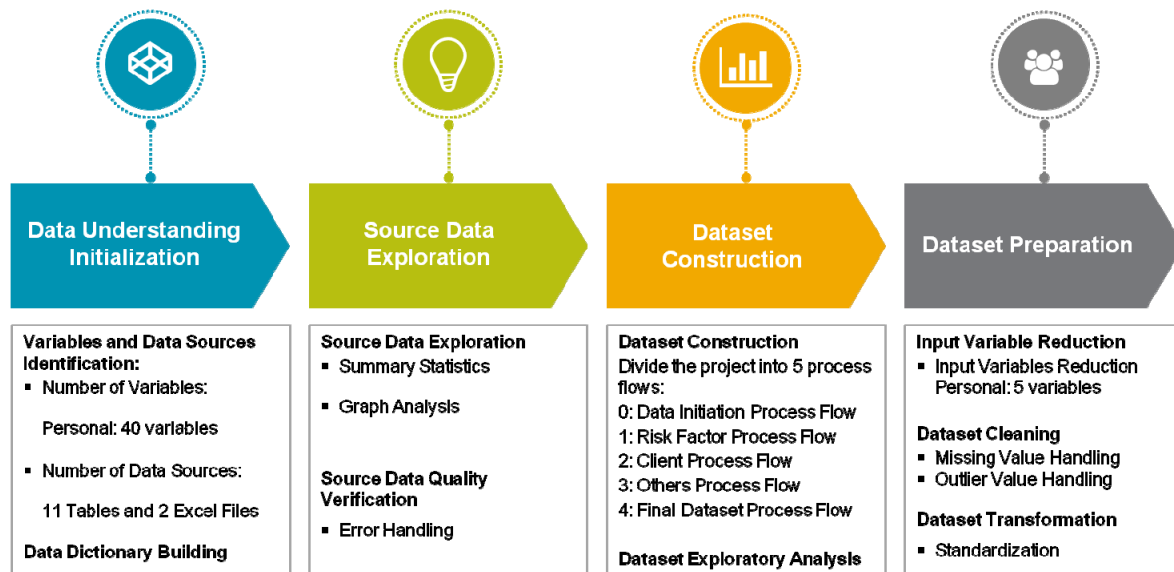 Data Understanding
Initialization
Source Data
Exploration
Dataset
Construction
Dataset Preparation
Variables and Data Sources
Identification:
▪ Number of Variables:
Personal: 40 variables
▪ Number of Data Sources:
11 Tables and 2 Excel Files
Data Dictionary Building
Source Data Exploration
▪ Summary Statistics
▪ Graph Analysis
Source Data Quality
Verification
▪ Error Handling
Dataset Construction
Divide the project into 5 process
flows:
0: Data Initiation Process Flow
1: Risk Factor Process Flow
2: Client Process Flow
3: Others Process Flow
4: Final Dataset Process Flow
Dataset Exploratory Analysis
Input Variable Reduction
▪ Input Variables Reduction
Personal: 5 variables
Dataset Cleaning
▪ Missing Value Handling
▪ Outlier Value Handling
Dataset Transformation
▪ Standardization